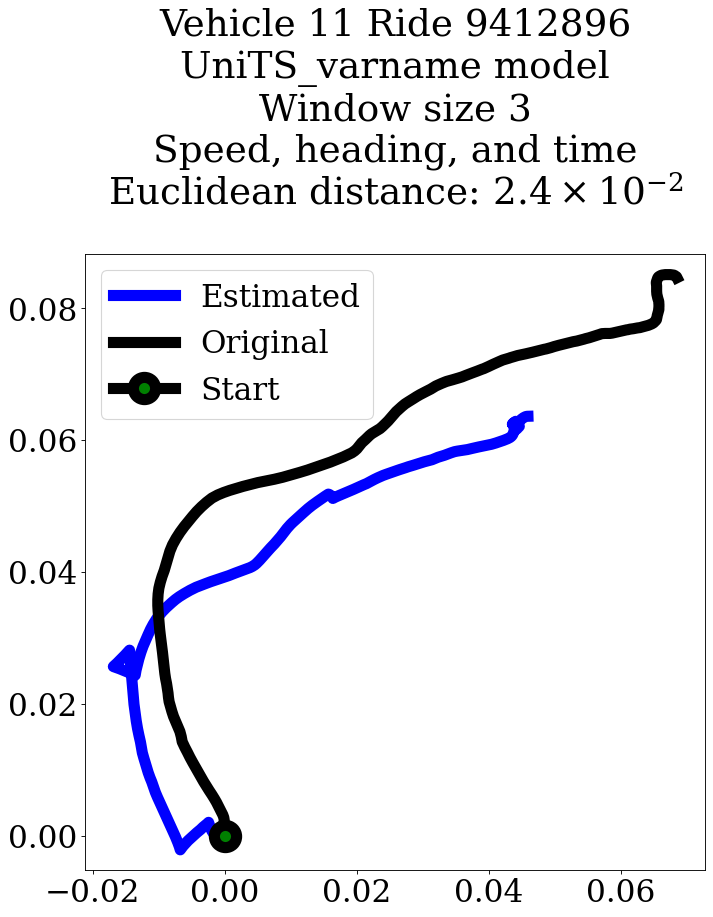 Vehicle 11 Ride 9412896
UniTS_varname model
Window size 3
Speed, heading, and time
Euclidean distance: 2.4 × 10⁻²
Estimated
Original
Start
0.08
0.06
0.04
0.02
0.00
−0.02 0.00 0.02 0.04 0.06